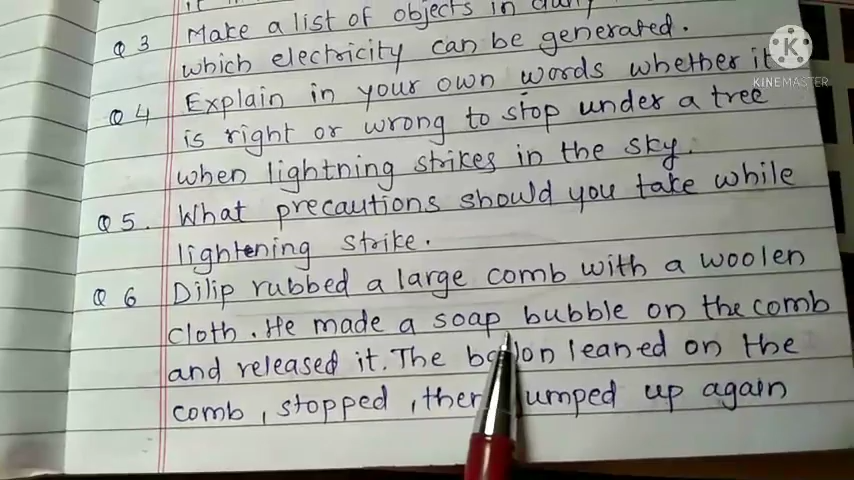 Q 3 Make a list of objects in daily
which electricity can be generated.
Q 4 Explain in your own words whether it
is right or wrong to stop under a tree
when lightning strikes in the sky.
Q 5. What precautions should you take while
lightening strike.
Q 6 Dilip rubbed a large comb with a woolen
cloth. He made a soap bubble on the comb
and released it. The leaned on the
comb, stopped, then jumped up again
KINEMASTER